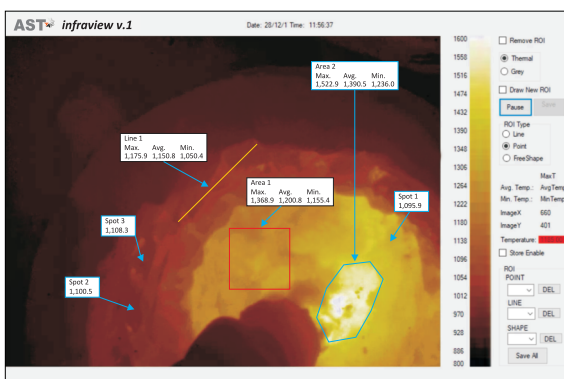 AST infraview v.1
Date: 28/12/1 Time: 11:56:37
Area 2
Max. Avg. Min.
1,522.9 1,390.5 1,236.0
Line 1
Max. Avg. Min.
1,175.9 1,150.8 1,050.4
Area 1
Max. Avg. Min.
1,368.9 1,200.8 1,155.4
Spot 1
1,095.9
Spot 3
1,108.3
Spot 2
1,100.5
1600
1558
1516
1474
1432
1390
1348
1306
1264
1222
1180
1138
1096
1054
1012
970
928
886
800
Remove ROI
Thermal
Grey
Draw New ROI
Pause Save
ROI Type
Line
Point
FreeShape
MaxT
Avg. Temp.: AvgTemp
Min. Temp.: MinTemp
ImageX 660
ImageY 401
Temperature:
Store Enable
ROI
POINT
DEL
LINE
DEL
SHAPE
DEL
Save All